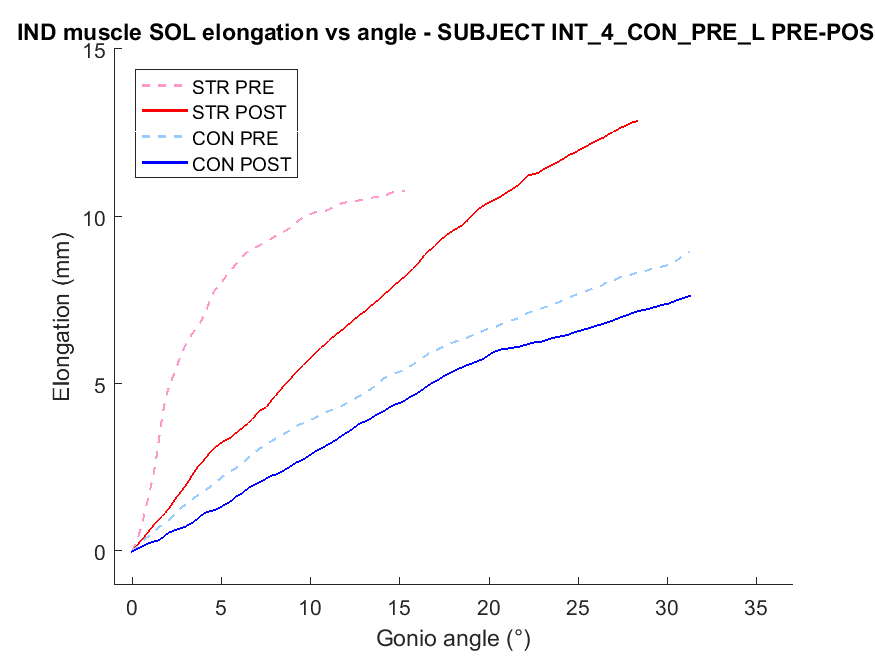 IND muscle SOL elongation vs angle - SUBJECT INT_4_CON_PRE_L PRE-POS
15
10
5
0
Elongation (mm)
STR PRE
STR POST
CON PRE
CON POST
0 5 10 15 20 25 30 35
Gonio angle (°)